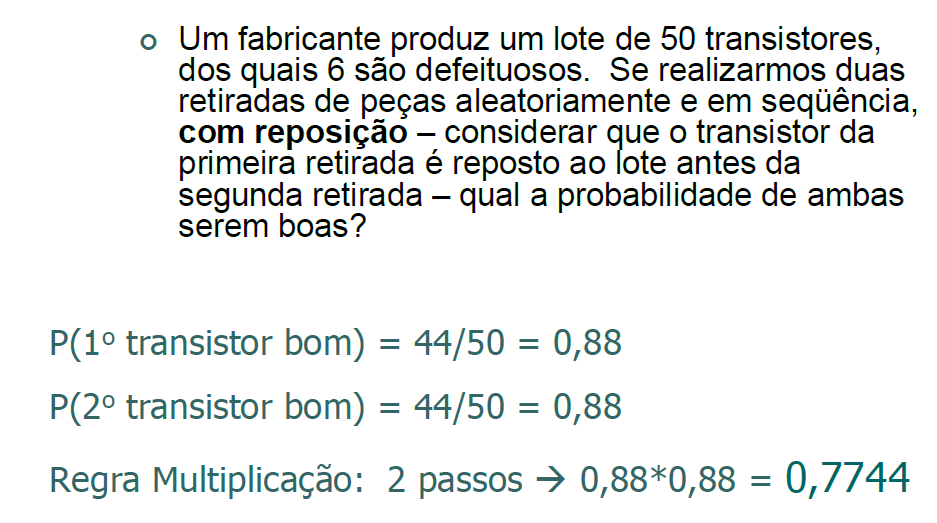 o Um fabricante produz um lote de 50 transistores,
dos quais 6 são defeituosos. Se realizarmos duas
retiradas de peças aleatoriamente e em seqüência,
com reposição – considerar que o transistor da
primeira retirada é reposto ao lote antes da
segunda retirada – qual a probabilidade de ambas
serem boas?
P(1º transistor bom) = 44/50 = 0,88
P(2º transistor bom) = 44/50 = 0,88
Regra Multiplicação: 2 passos → 0,88*0,88 = 0,7744